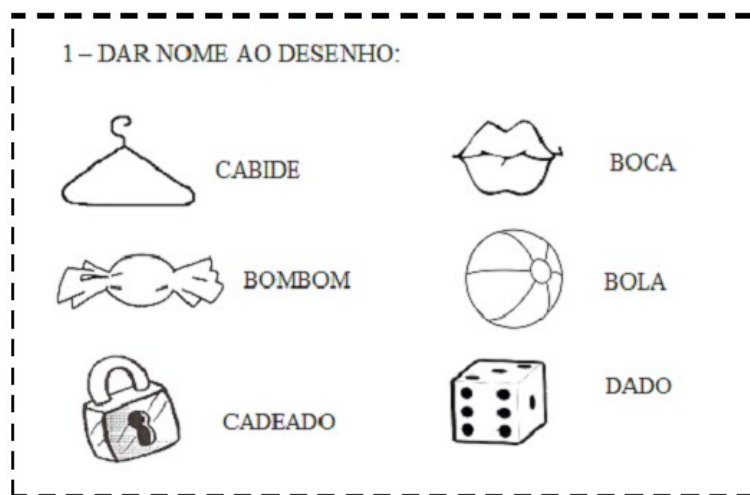 1 – DAR NOME AO DESENHO:
CABIDE
BOCA
BOMBOM
BOLA
CADEADO
DADO